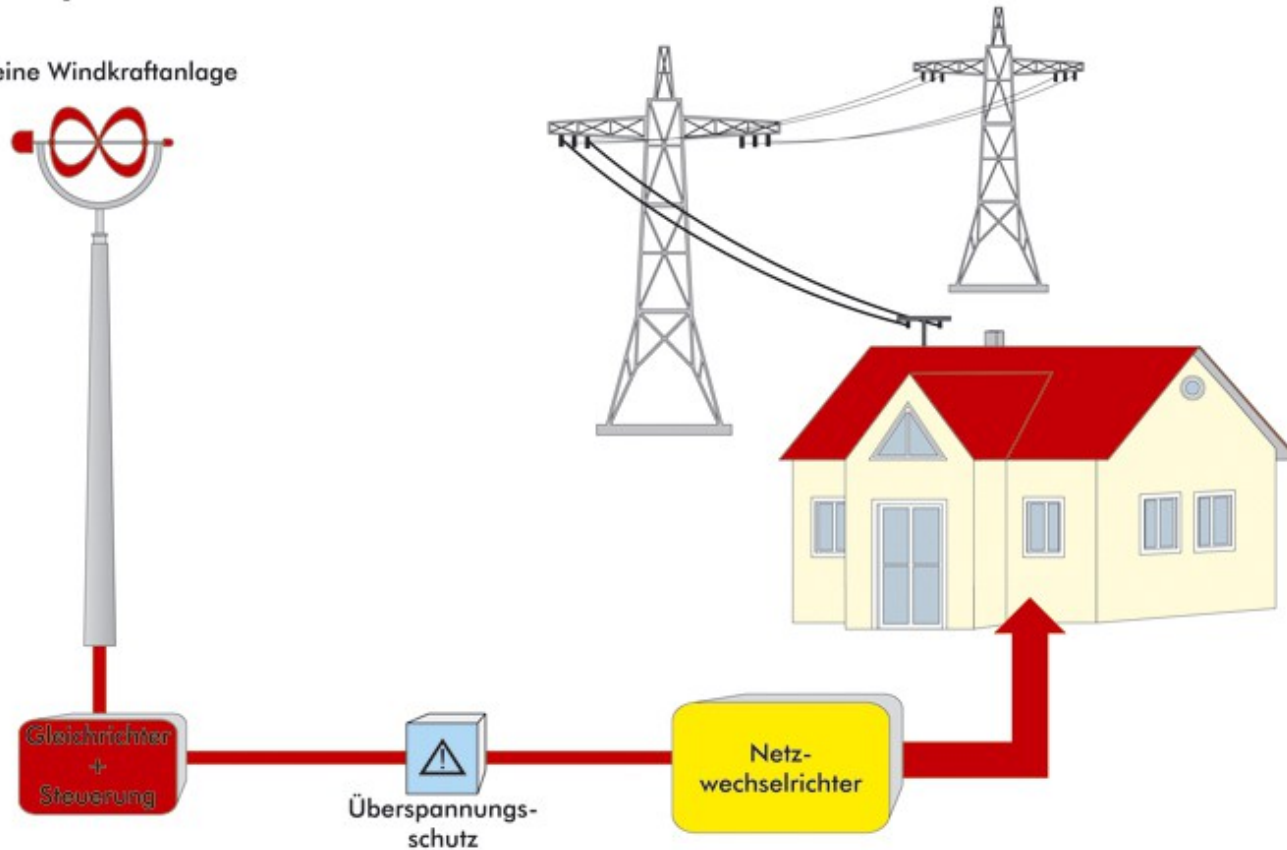 eine Windkraftanlage
Gleichrichter
+
Steuerung
Überspannungs-
schutz
Netz-
wechselrichter